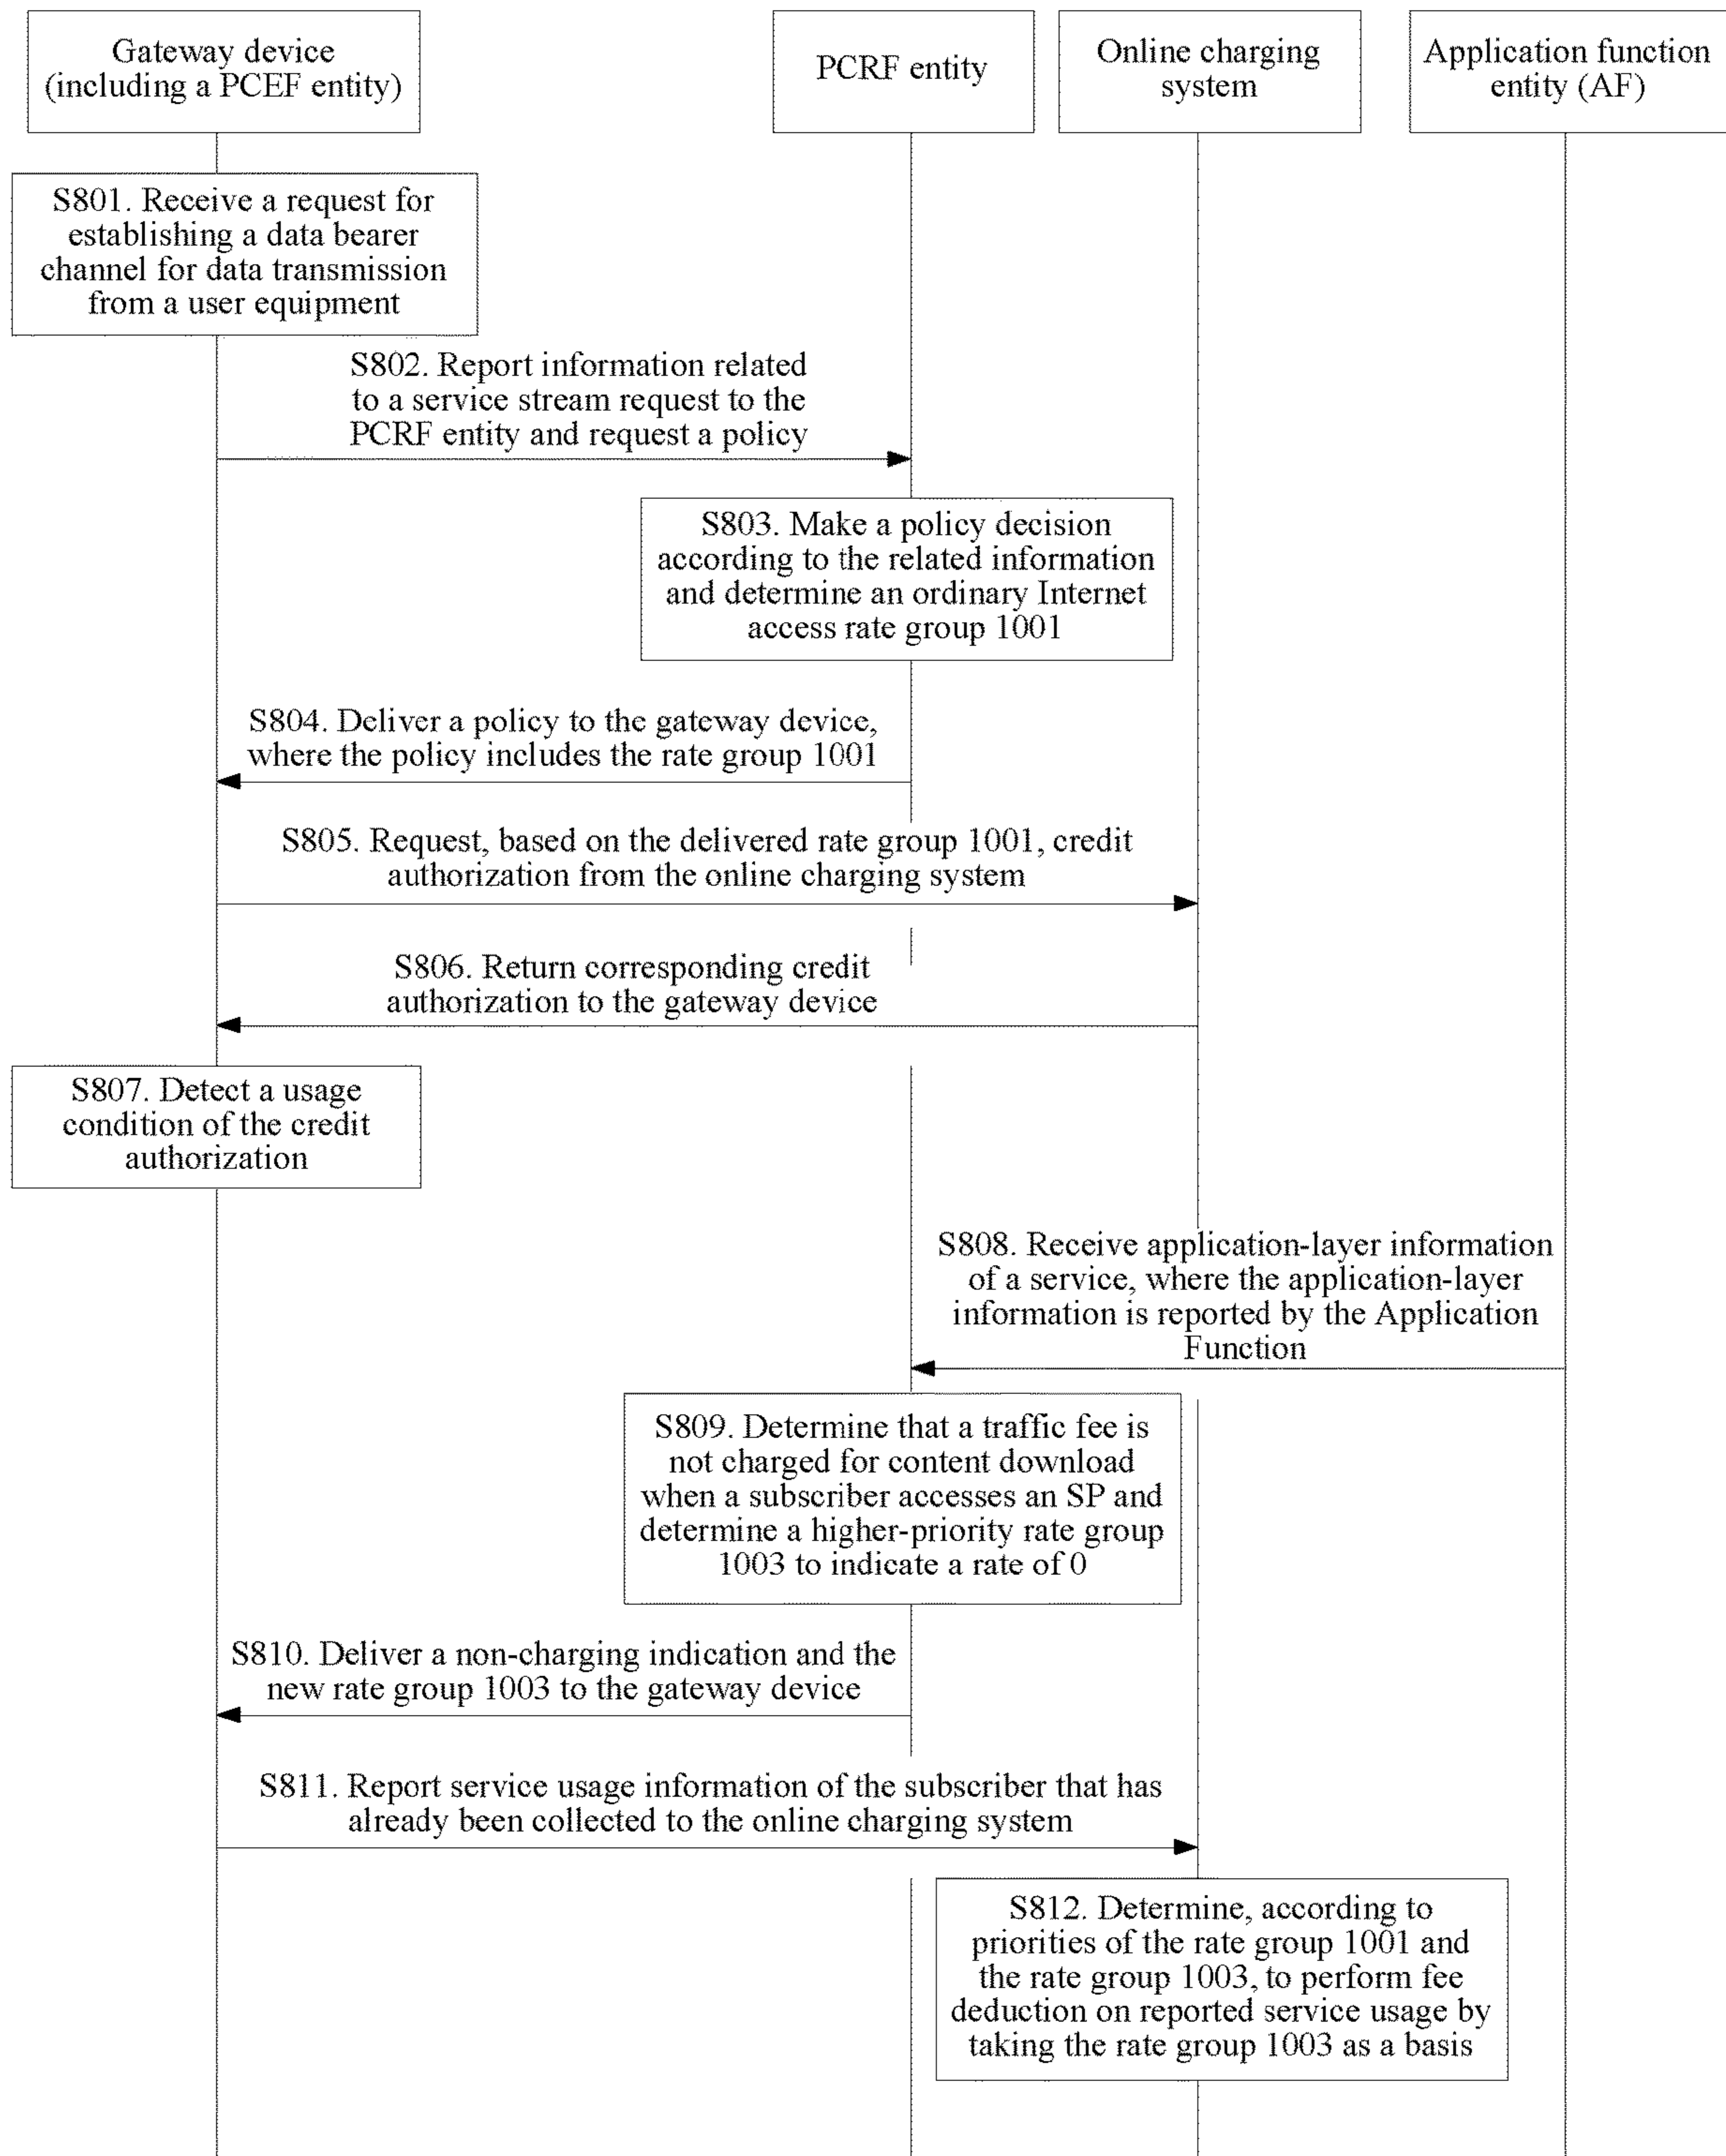 Gateway device
(including a PCEF entity)
PCRF entity
Online charging
system
Application function
entity (AF)
S801. Receive a request for
establishing a data bearer
channel for data transmission
from a user equipment
S802. Report information related
to a service stream request to the
PCRF entity and request a policy
S803. Make a policy decision
according to the related information
and determine an ordinary Internet
access rate group 1001
S804. Deliver a policy to the gateway device,
where the policy includes the rate group 1001
S805. Request, based on the delivered rate group 1001, credit
authorization from the online charging system
S806. Return corresponding credit
authorization to the gateway device
S807. Detect a usage
condition of the credit
authorization
S808. Receive application-layer information
of a service, where the application-layer
information is reported by the Application
Function
S809. Determine that a traffic fee is
not charged for content download
when a subscriber accesses an SP and
determine a higher-priority rate group
1003 to indicate a rate of 0
S810. Deliver a non-charging indication and the
new rate group 1003 to the gateway device
S811. Report service usage information of the subscriber that has
already been collected to the online charging system
S812. Determine, according to
priorities of the rate group 1001 and
the rate group 1003, to perform fee
deduction on reported service usage by
taking the rate group 1003 as a basis